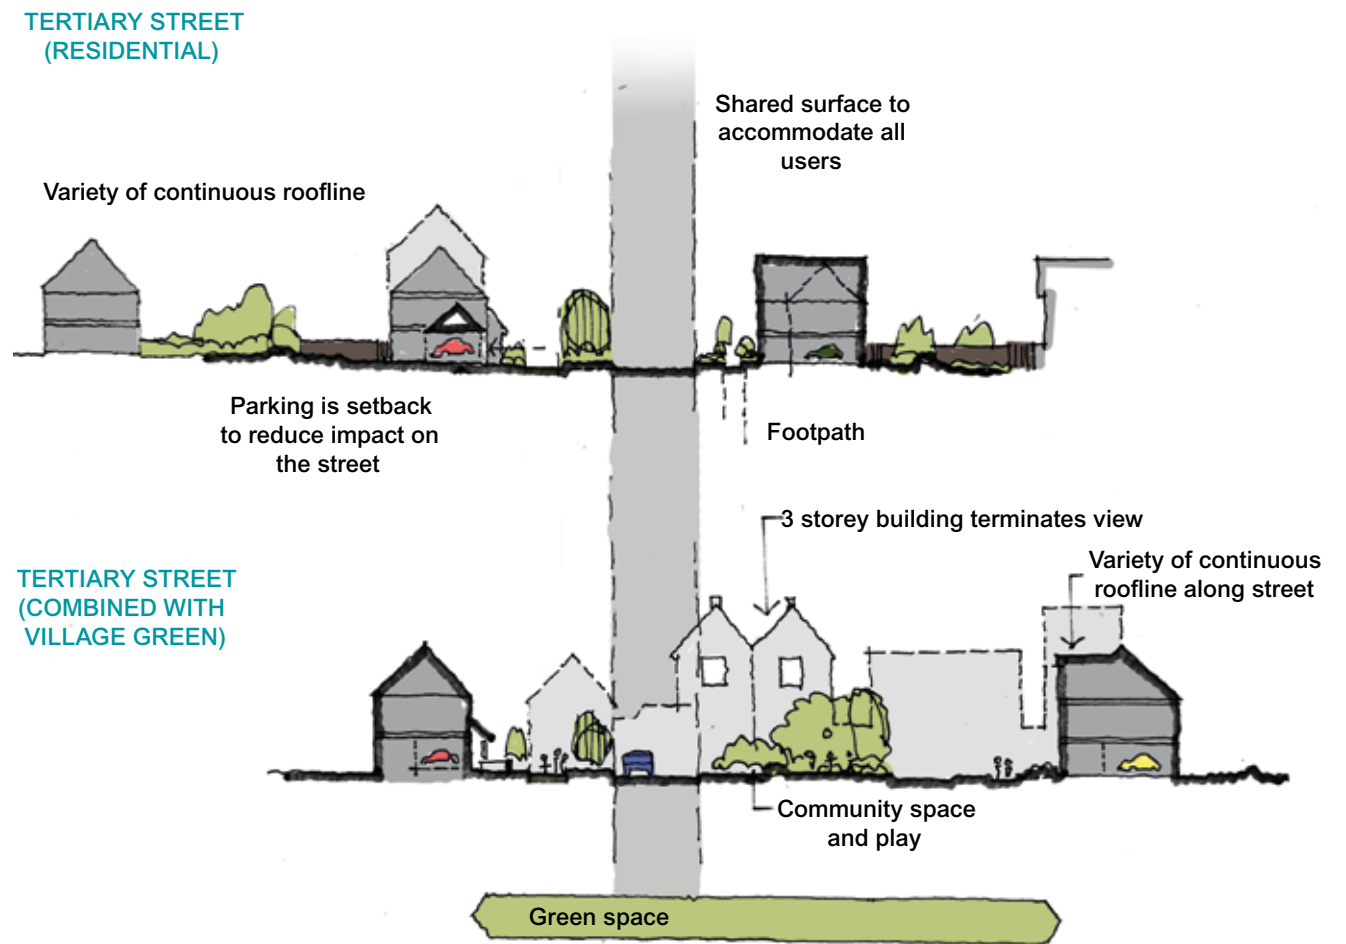 TERTIARY STREET
(RESIDENTIAL)
Shared surface to
accommodate all
users
Variety of continuous roofline
Parking is setback
to reduce impact on
the street
Footpath
3 storey building terminates view
Variety of continuous
roofline along street
TERTIARY STREET
(COMBINED WITH
VILLAGE GREEN)
Community space
and play
Green space